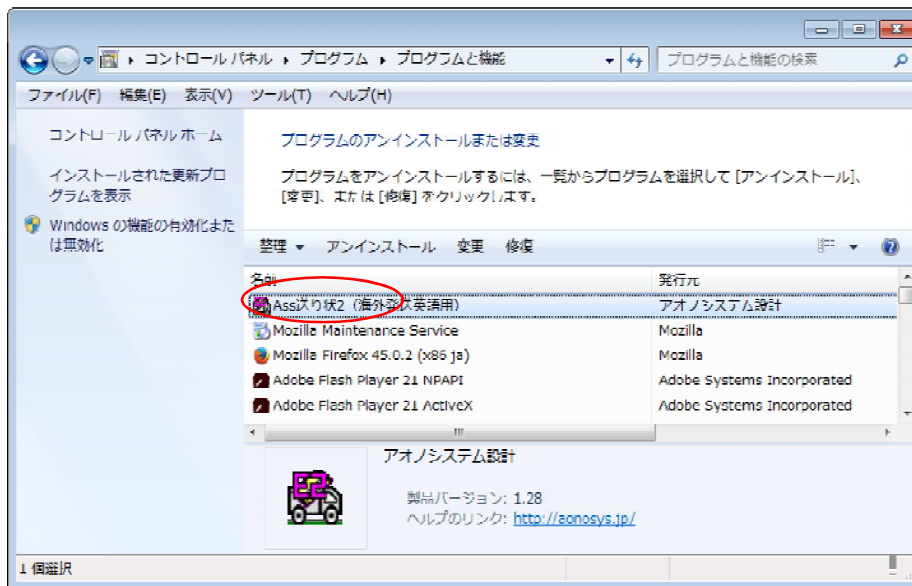 コントロール パネル ▸ プログラム ▸ プログラムと機能
プログラムと機能の検索
ファイル(F) 編集(E) 表示(V) ツール(T) ヘルプ(H)
コントロール パネル ホーム
インストールされた更新プロ
グラムを表示
Windows の機能の有効化また
は無効化
プログラムのアンインストールまたは変更
プログラムをアンインストールするには、一覧からプログラムを選択して [アンインストール]、
[変更]、または [修復] をクリックします。
整理 アンインストール 変更 修復
名前 発行元
Ass送り状2（海外発送英語用） アオノシステム設計
Mozilla Maintenance Service Mozilla
Mozilla Firefox 45.0.2 (x86 ja) Mozilla
Adobe Flash Player 21 NPAPI Adobe Systems Incorporated
Adobe Flash Player 21 ActiveX Adobe Systems Incorporated
アオノシステム設計
E2
製品バージョン: 1.28
ヘルプのリンク: http://aonosys.jp/
1 個選択